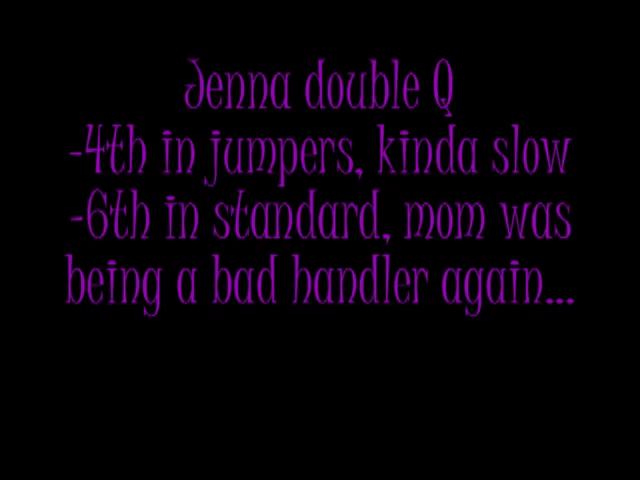 Jenna double Q
-4th in jumpers, kinda slow
-6th in standard, mom was
being a bad handler again...